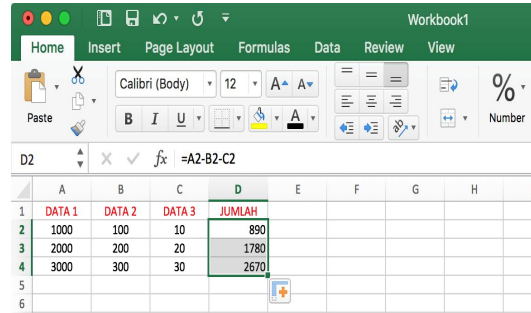 Workbook1
Home Insert Page Layout Formulas Data Review View
Paste
Calibri (Body) 12 A A
B I U A
% Number
D2 fx =A2-B2-C2
A B C D E F G H
1 DATA 1 DATA 2 DATA 3 JUMLAH
2 1000 100 10 890
3 2000 200 20 1780
4 3000 300 30 2670
5
6